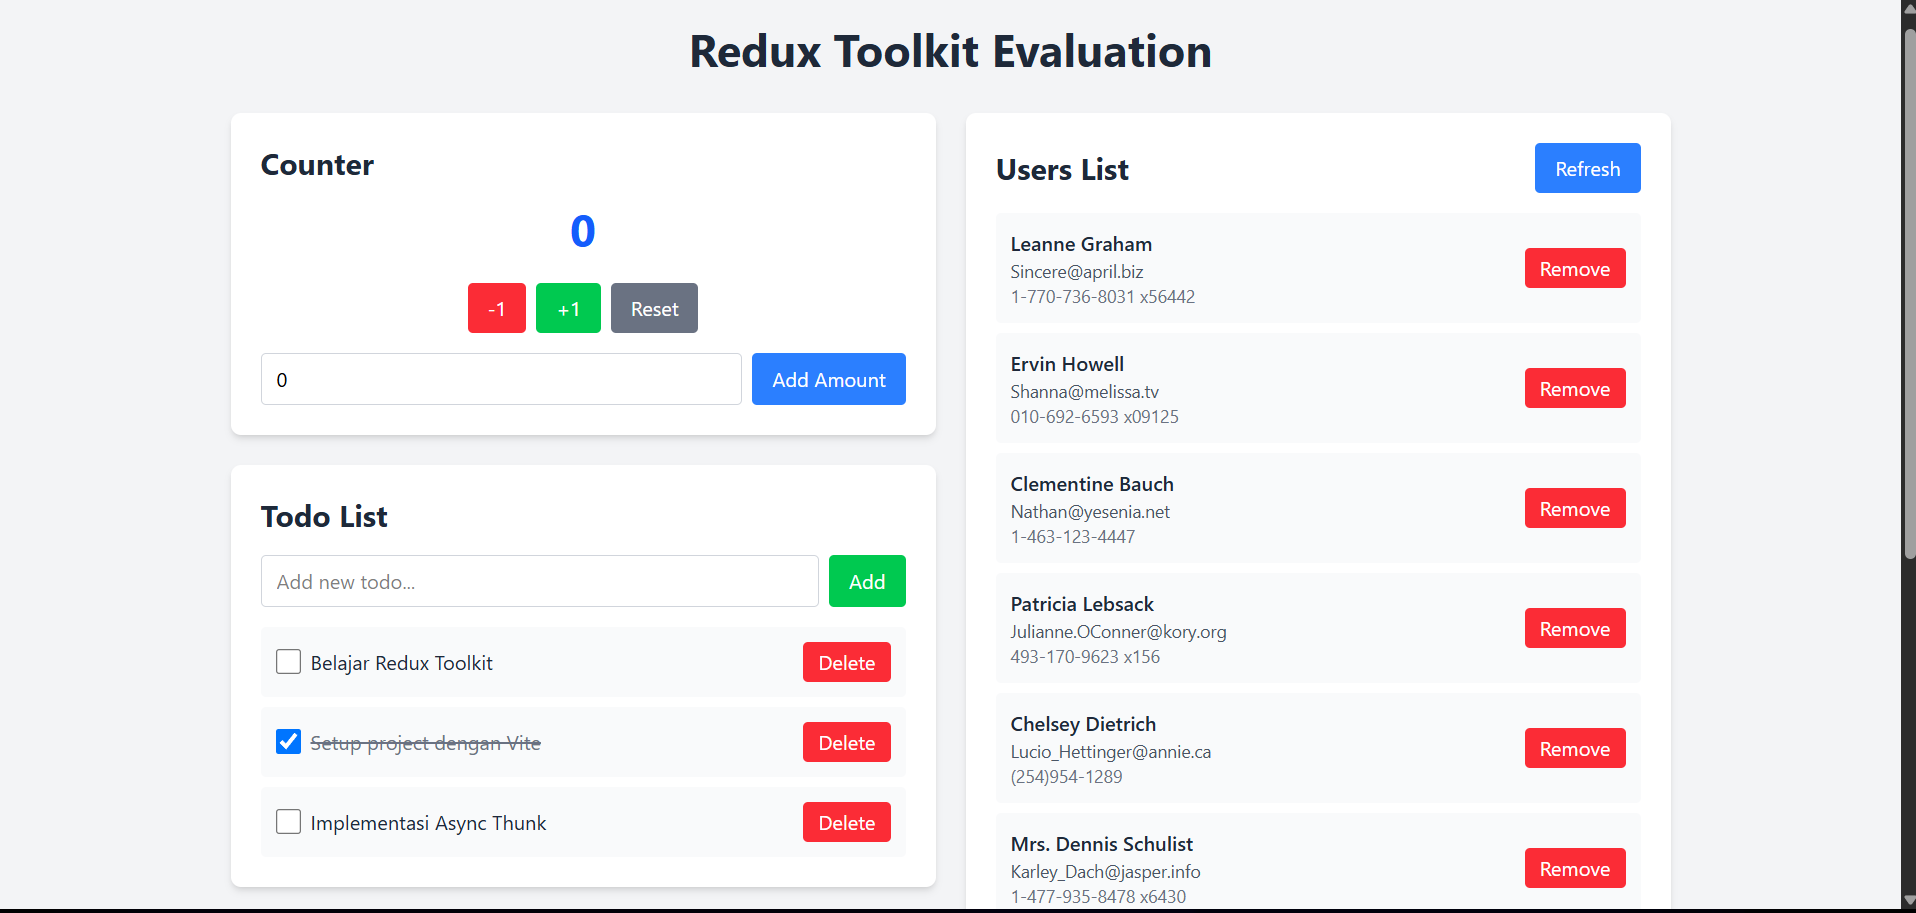 Redux Toolkit Evaluation
Counter
0
-1
+1
Reset
0
Add Amount
Todo List
Add new todo...
Add
Belajar Redux Toolkit
Delete
Setup project dengan Vite
Delete
Implementasi Async Thunk
Delete
Users List
Refresh
Leanne Graham
Sincere@april.biz
1-770-736-8031 x56442
Remove
Ervin Howell
Shanna@melissa.tv
010-692-6593 x09125
Remove
Clementine Bauch
Nathan@yesenia.net
1-463-123-4447
Remove
Patricia Lebsack
Julianne.OConner@kory.org
493-170-9623 x156
Remove
Chelsey Dietrich
Lucio_Hettinger@annie.ca
(254)954-1289
Remove
Mrs. Dennis Schulist
Karley_Dach@jasper.info
1-477-935-8478 x6430
Remove